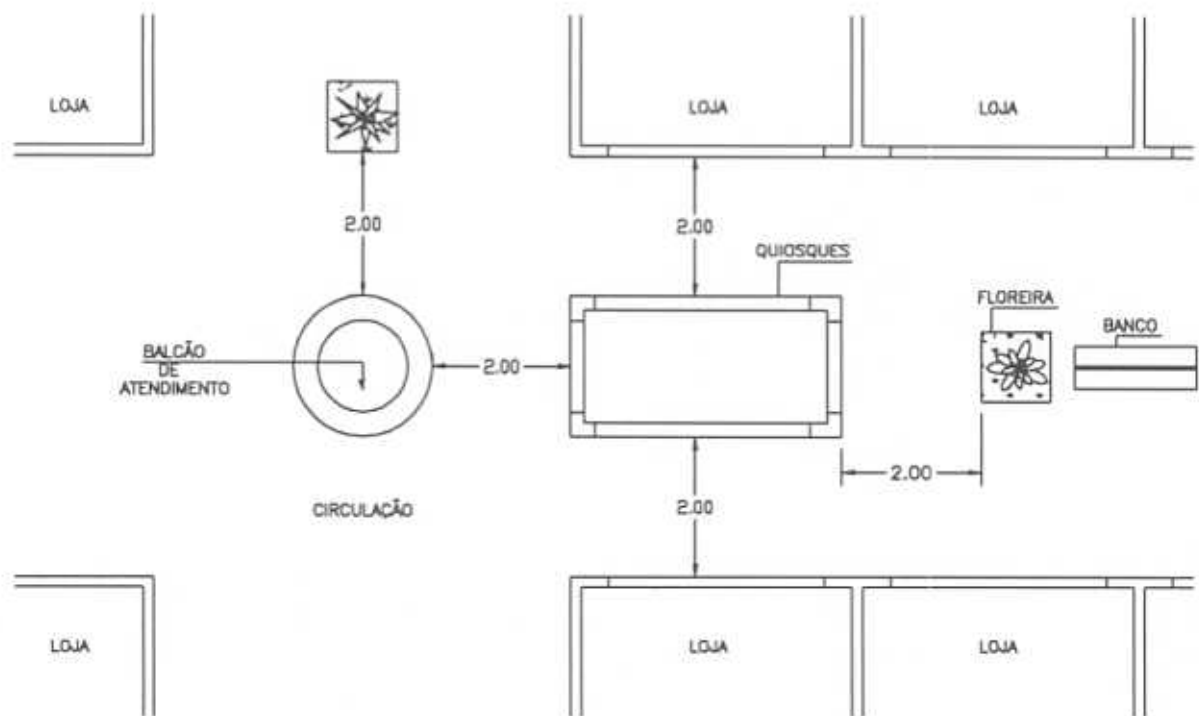 LOJA
LOJA
LOJA
2.00
2.00
QUIOSQUES
FLOREIRA
BANCO
BALCÃO
DE
ATENDIMENTO
2.00
2.00
CIRCULAÇÃO
2.00
LOJA
LOJA
LOJA